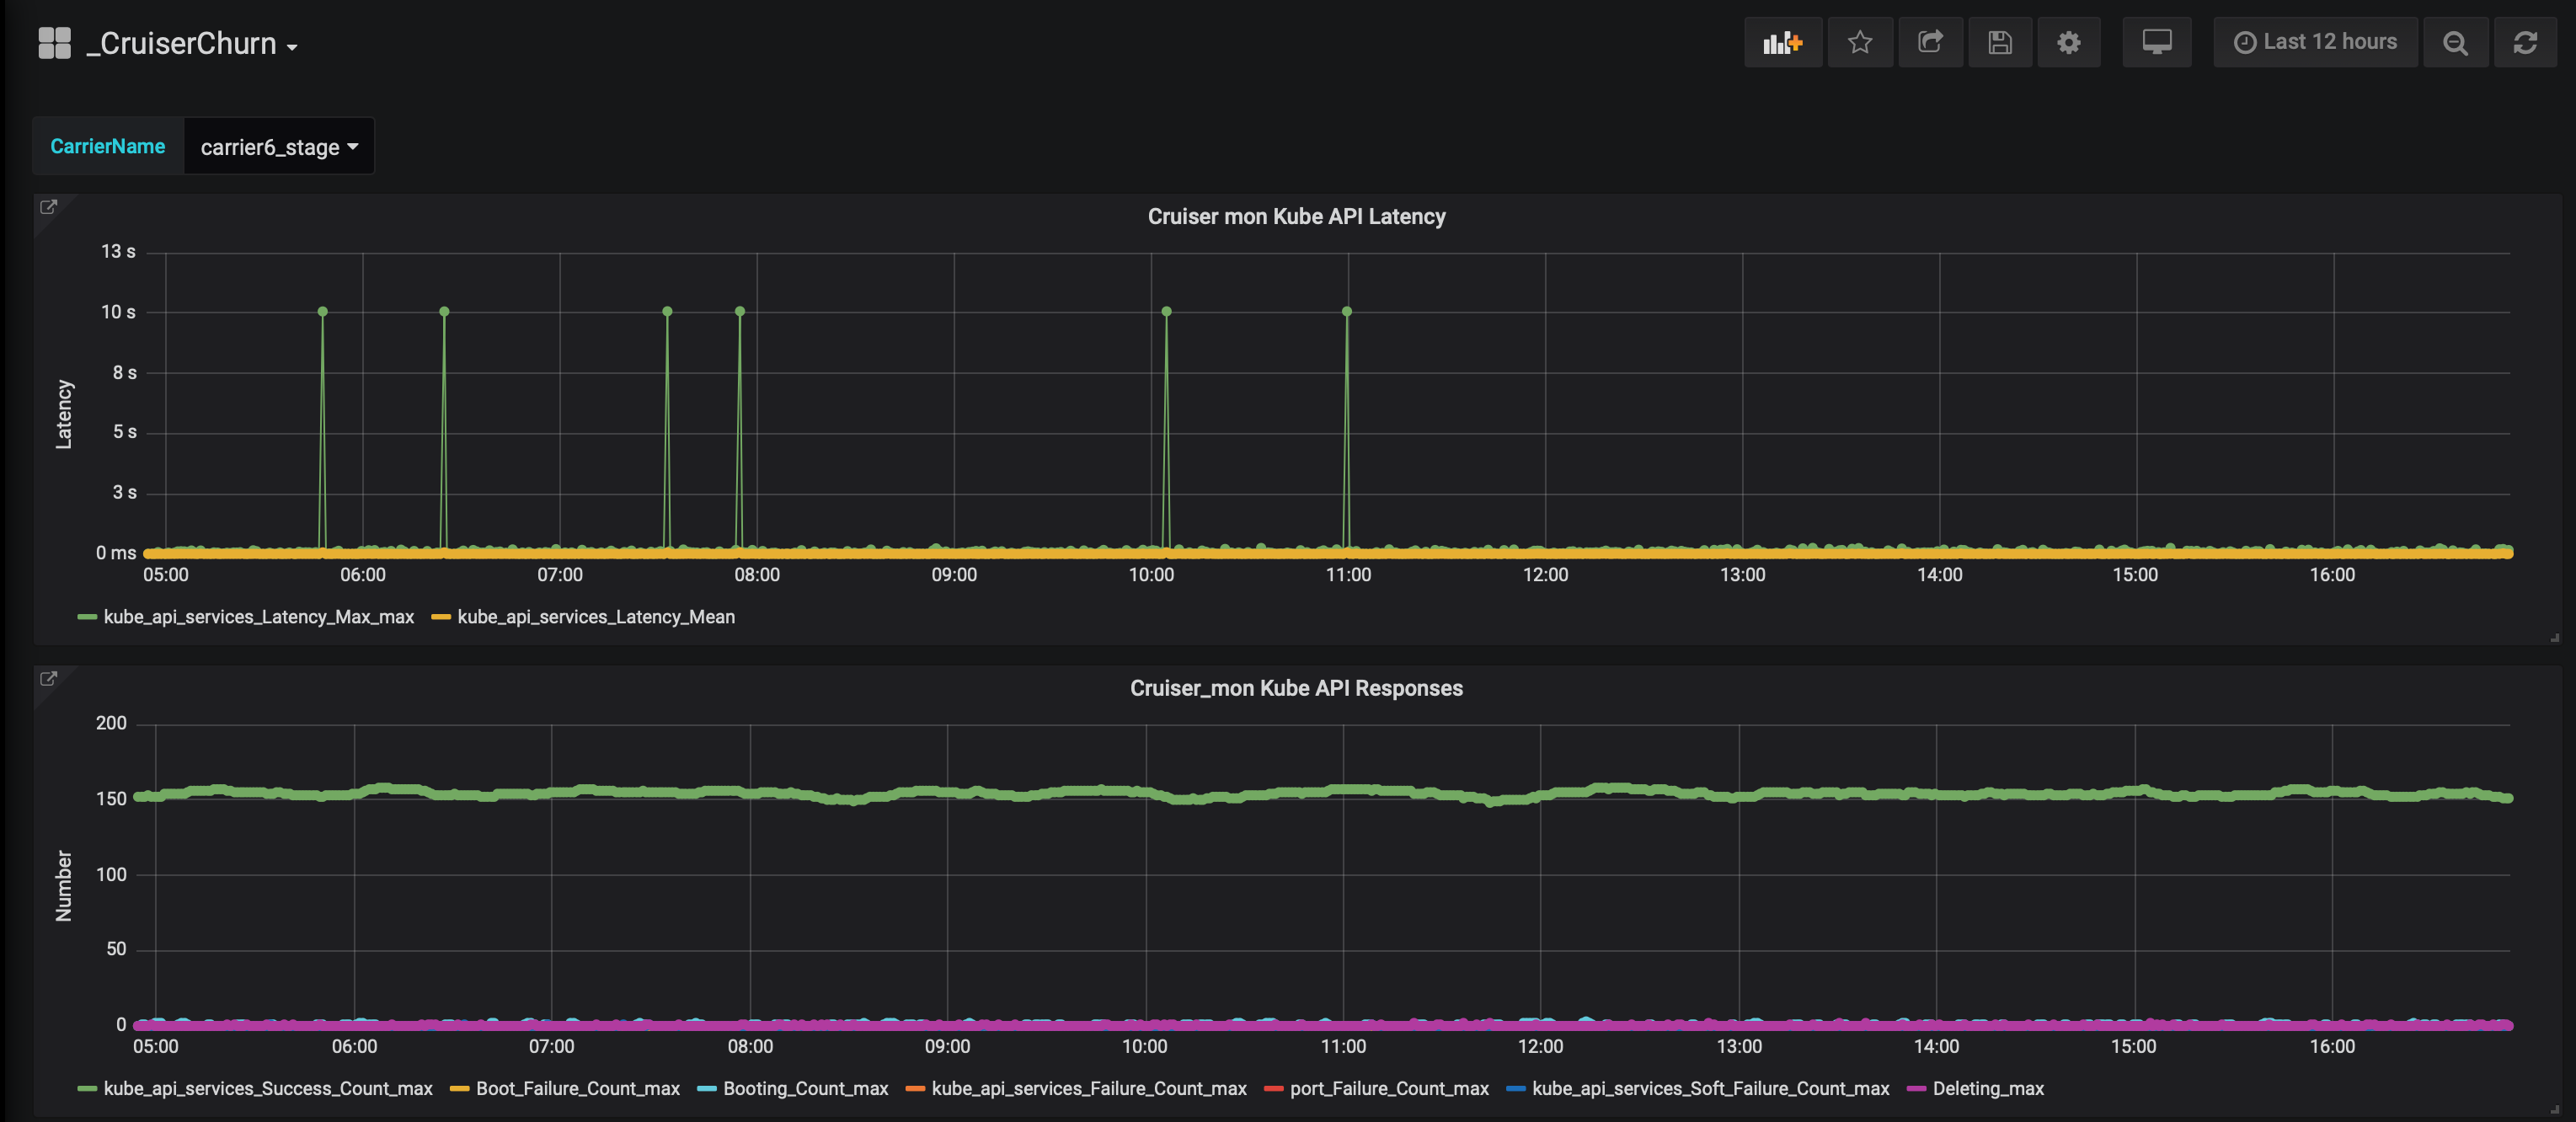 _CruiserChurn
Last 12 hours
CarrierName carrier6_stage
Cruiser mon Kube API Latency
13 s
10 s
8 s
5 s
3 s
0 ms
Latency
05:00 06:00 07:00 08:00 09:00 10:00 11:00 12:00 13:00 14:00 15:00 16:00
kube_api_services_Latency_Max_max kube_api_services_Latency_Mean
Cruiser_mon Kube API Responses
200
150
100
50
0
Number
05:00 06:00 07:00 08:00 09:00 10:00 11:00 12:00 13:00 14:00 15:00 16:00
kube_api_services_Success_Count_max Boot_Failure_Count_max Booting_Count_max kube_api_services_Failure_Count_max port_Failure_Count_max kube_api_services_Soft_Failure_Count_max Deleting_max